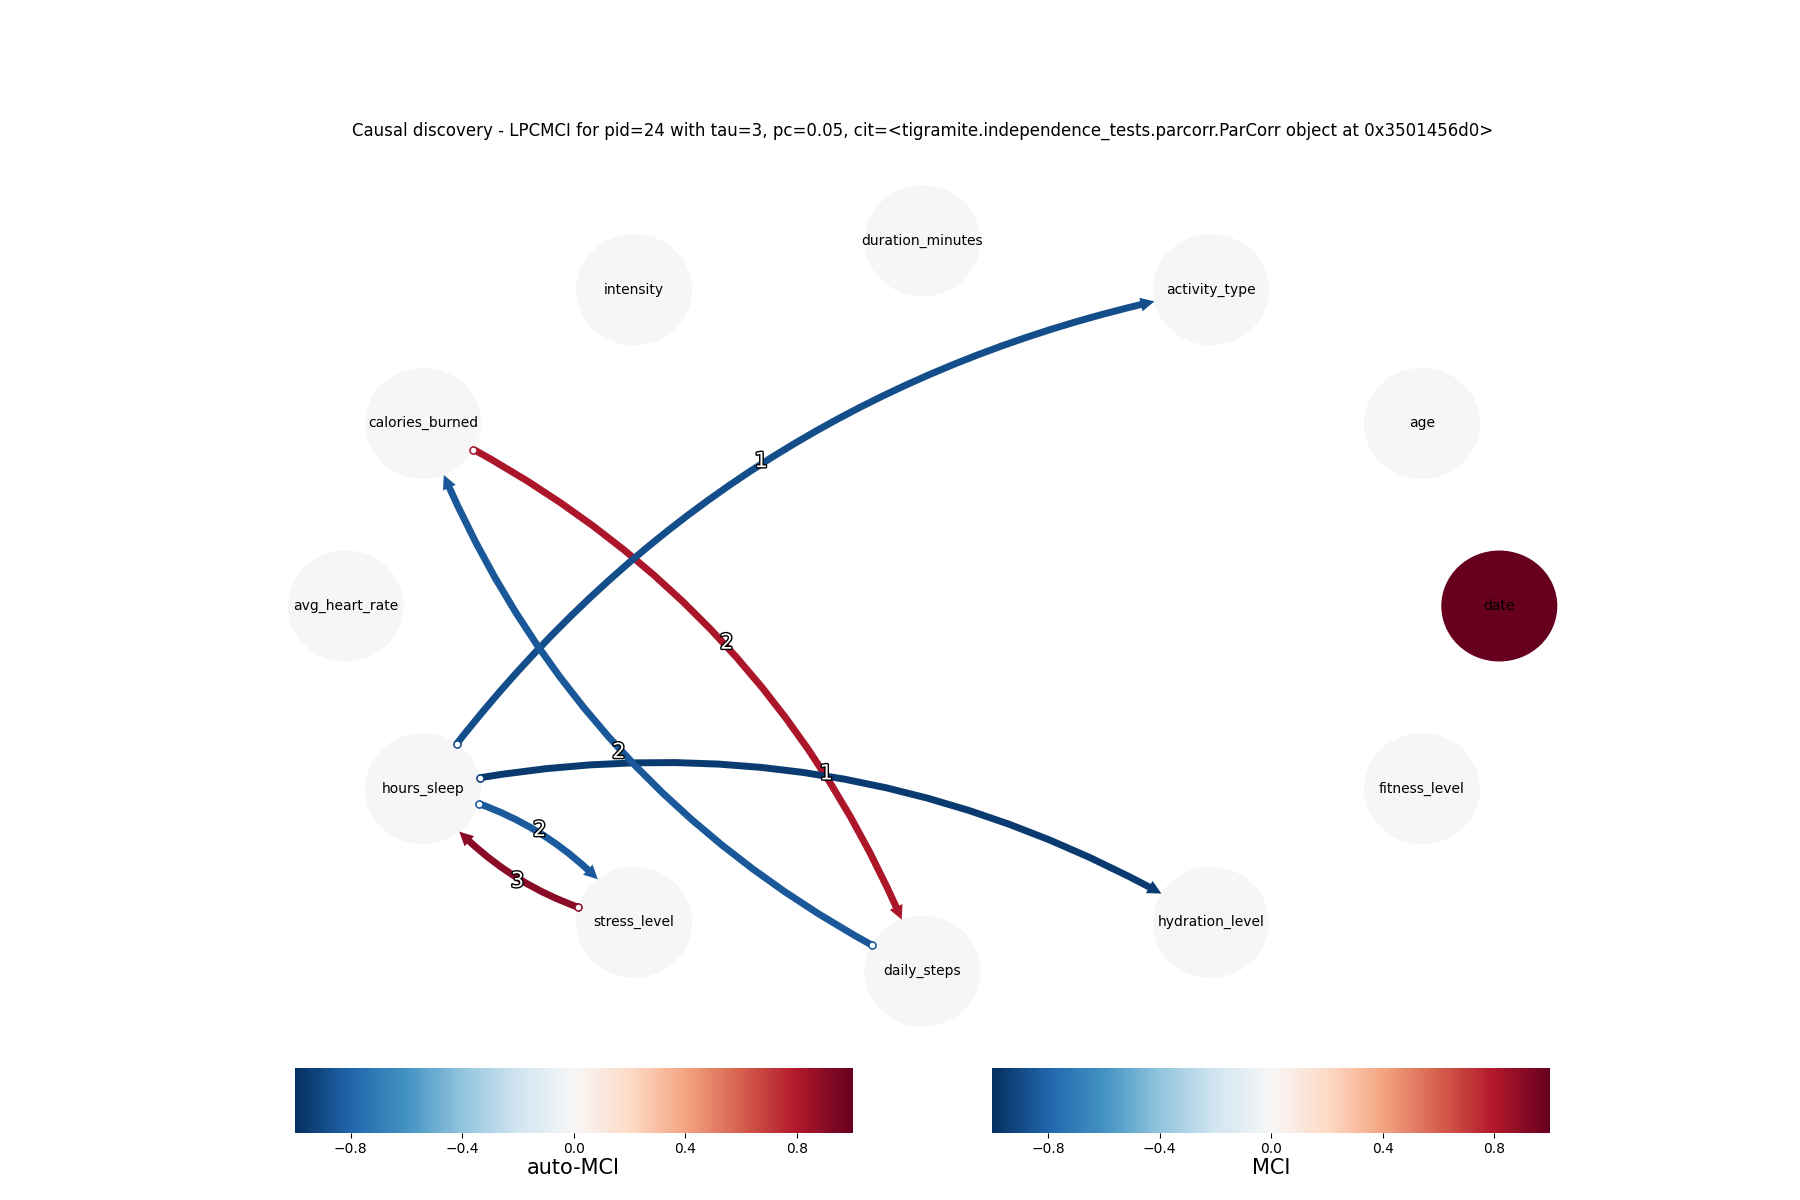 Causal discovery - LPCMCI for pid=24 with tau=3, pc=0.05, cit=<tigramite.independence_tests.parcorr.ParCorr object at 0x3501456d0>
duration_minutes
intensity
activity_type
calories_burned
age
1
avg_heart_rate
date
2
2
1
hours_sleep
fitness_level
2
3
stress_level
hydration_level
daily_steps
−0.8 −0.4 0.0 0.4 0.8
auto-MCI
−0.8 −0.4 0.0 0.4 0.8
MCI